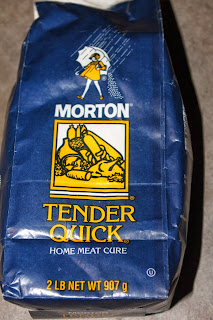 MORTON®
TENDER
QUICK®
HOME MEAT CURE
U
2 LB NET WT 907 g